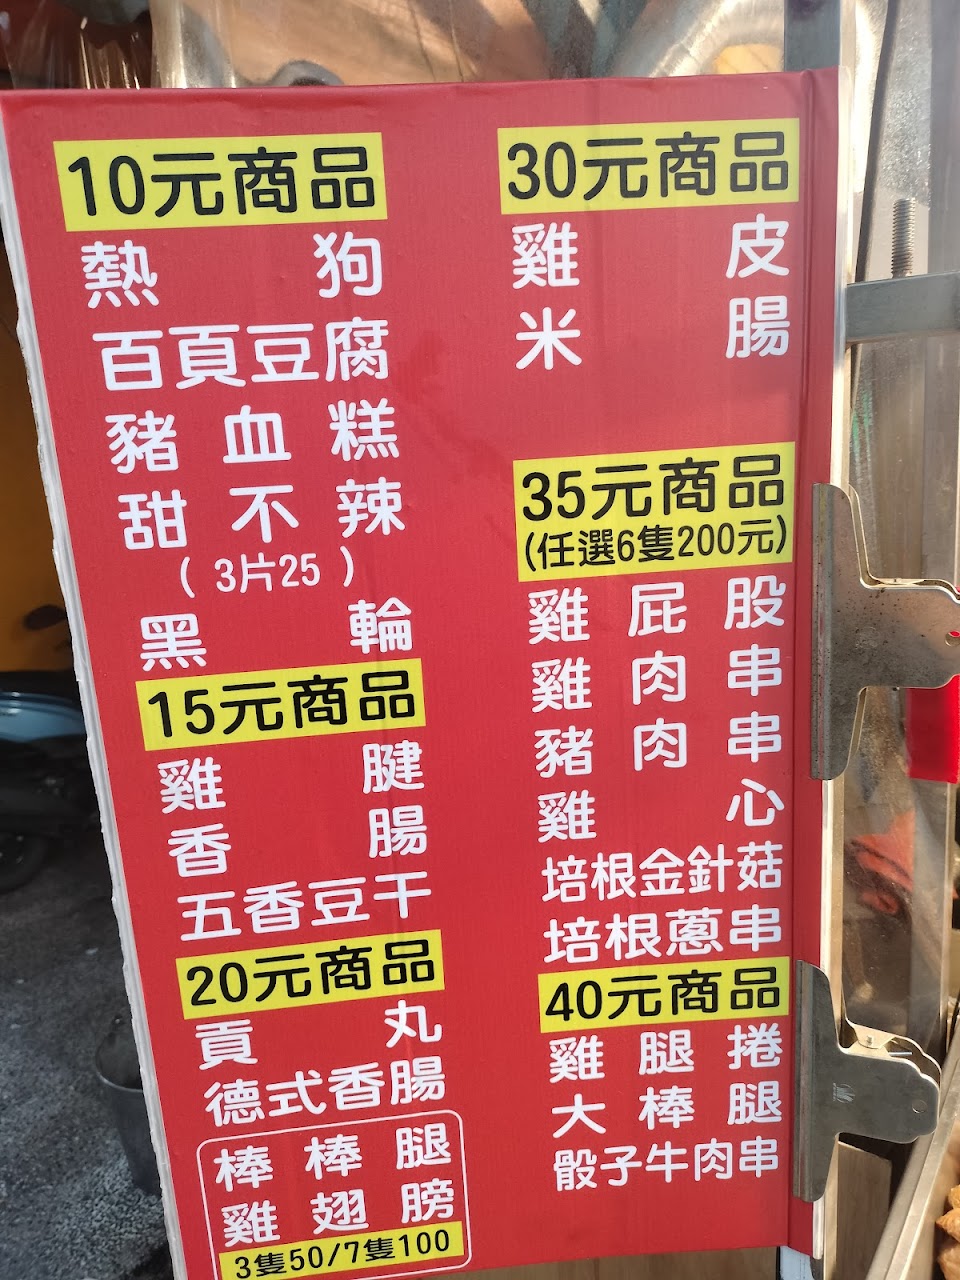 10元商品
熱狗
百頁豆腐
豬血糕
甜不辣
(3片25)
黑輪
15元商品
雞腱
香腸
五香豆干
20元商品
貢丸
德式香腸
棒棒腿
雞翅膀
3隻50/7隻100
30元商品
雞皮
米腸
35元商品
(任選6隻200元)
雞屁股
雞肉串
豬肉串
雞心
培根金針菇
培根蔥串
40元商品
雞腿捲
大棒腿
骰子牛肉串